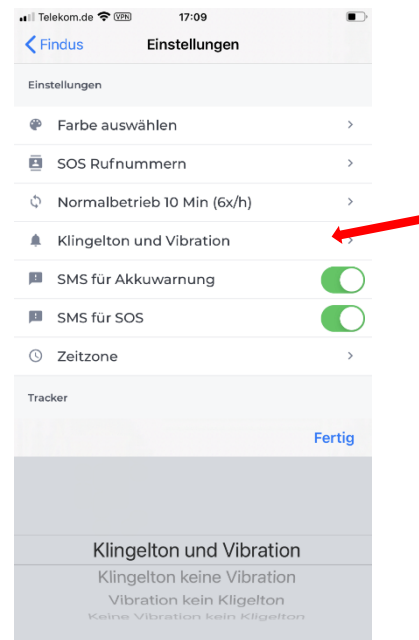 Telekom.de VPN 17:09
Findus Einstellungen
Einstellungen
Farbe auswählen
SOS Rufnummern
Normalbetrieb 10 Min (6x/h)
Klingelton und Vibration
SMS für Akkuwarnung
SMS für SOS
Zeitzone
Tracker
Fertig
Klingelton und Vibration
Klingelton keine Vibration
Vibration kein Kligelton
Keine Vibration kein Kligelton